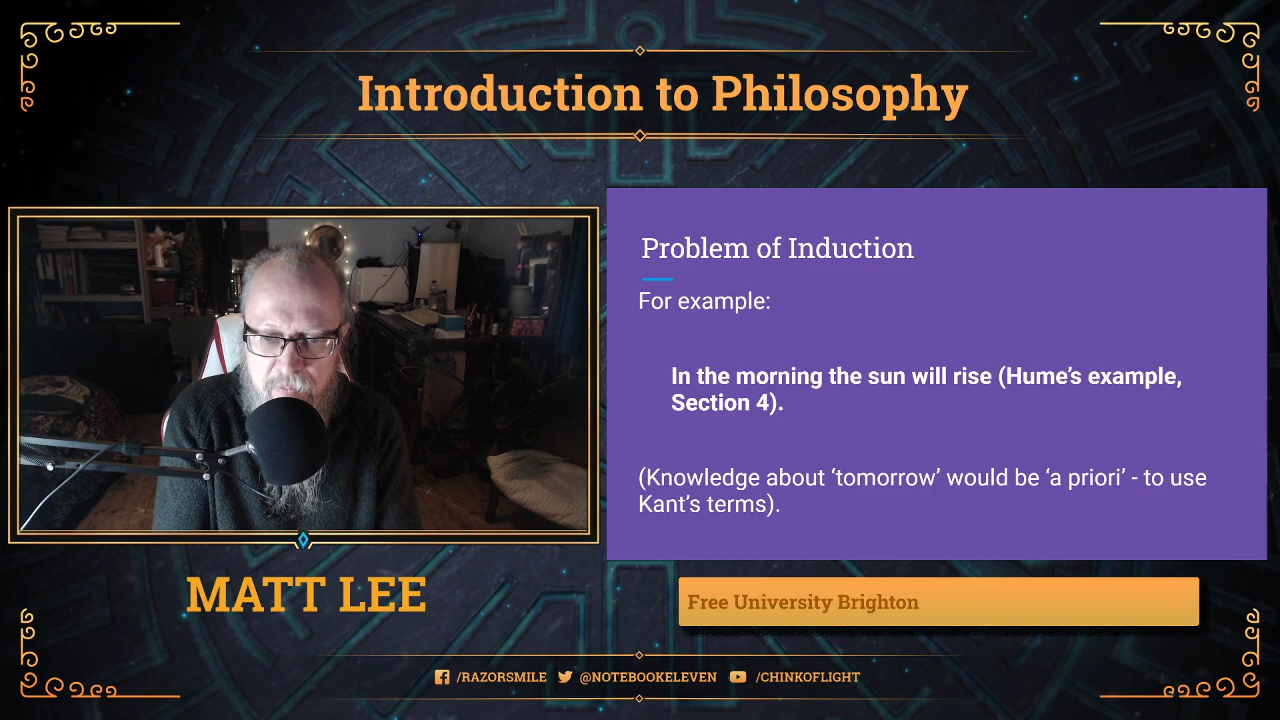 Introduction to Philosophy
Problem of Induction
For example:
In the morning the sun will rise (Hume’s example,
Section 4).
(Knowledge about ‘tomorrow’ would be ‘a priori’ - to use
Kant’s terms).
MATT LEE
Free University Brighton
/RAZORSMILE @NOTEBOOKELEVEN /CHINKOFLIGHT